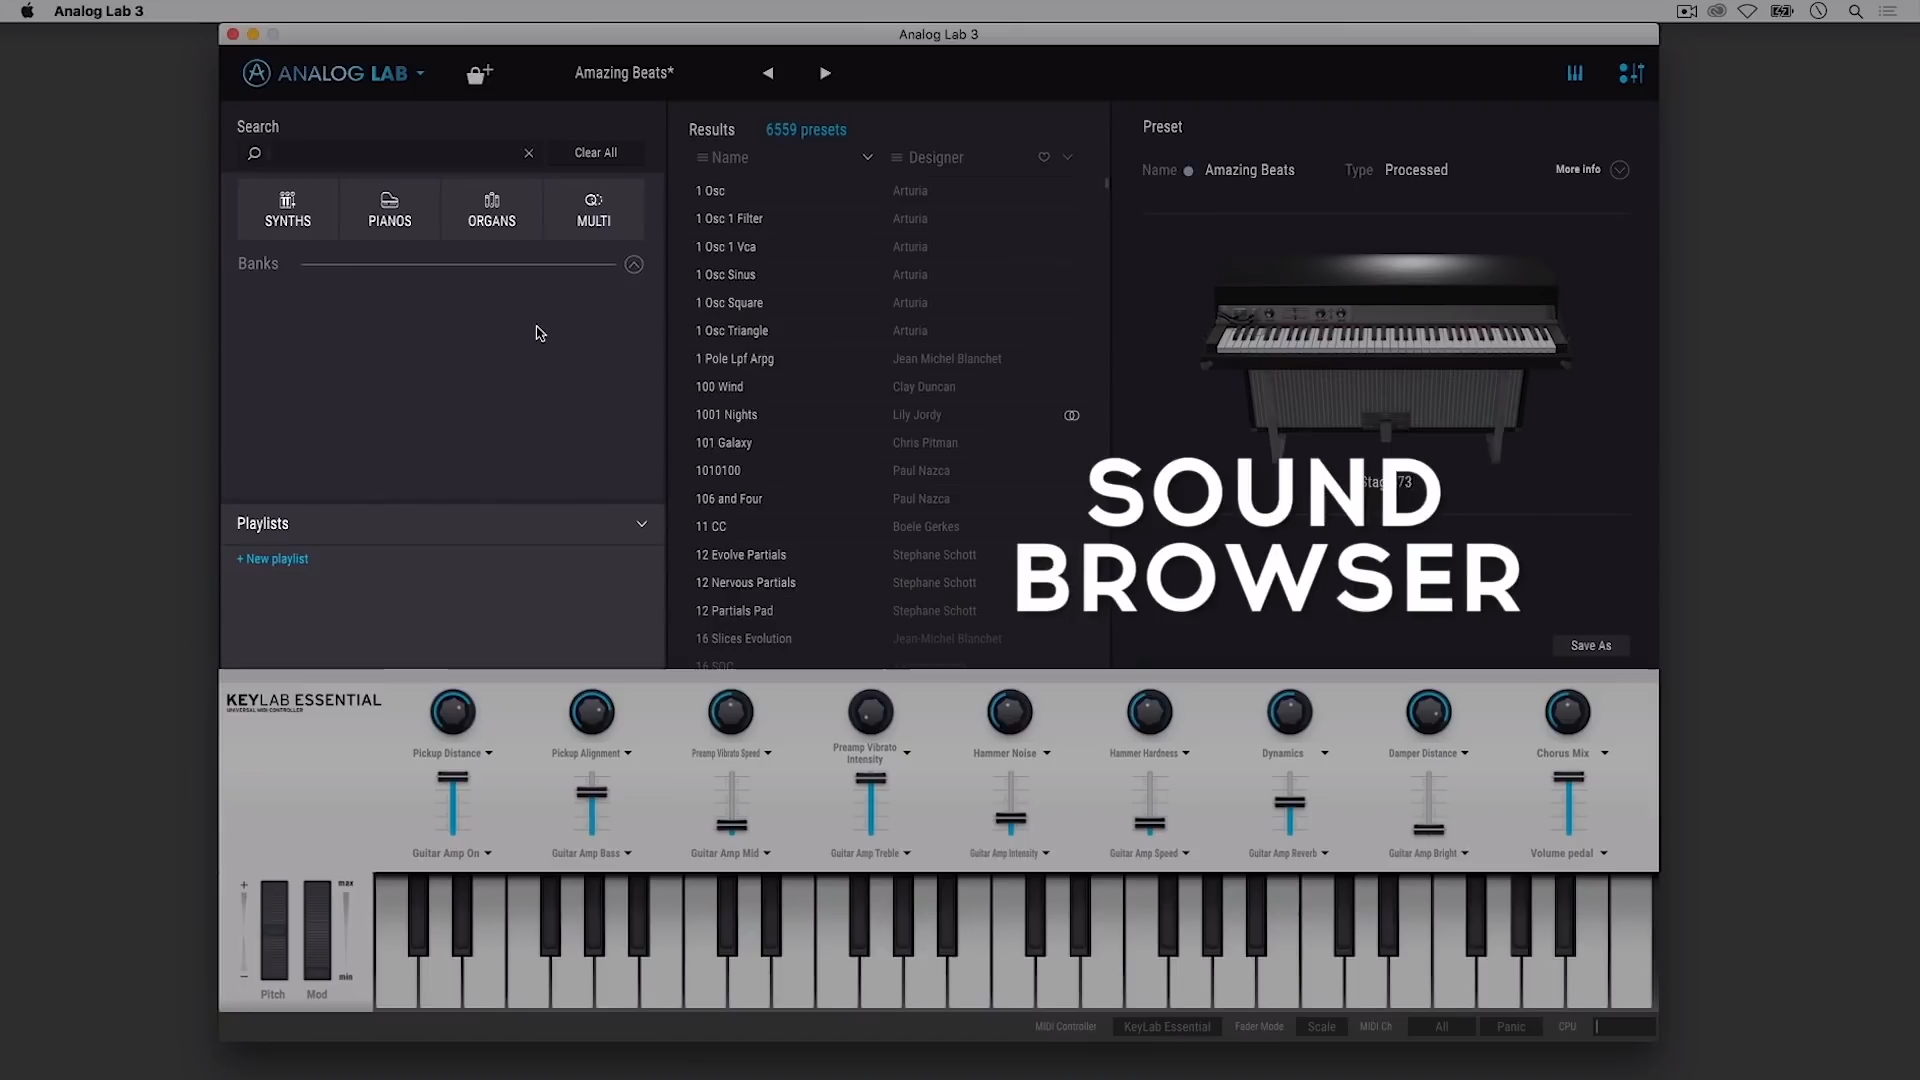 Analog Lab 3
Analog Lab 3
ANALOG LAB
Amazing Beats*
Search
Clear All
SYNTHS PIANOS ORGANS MULTI
Banks
Playlists
+ New playlist
Results 6559 presets
Name Designer
1 Osc Arturia
1 Osc 1 Filter Arturia
1 Osc 1 Vca Arturia
1 Osc Sinus Arturia
1 Osc Square Arturia
1 Osc Triangle Arturia
1 Pole Lpf Arpg Jean Michel Blanchet
100 Wind Clay Duncan
1001 Nights Lily Jordy
101 Galaxy Chris Pitman
1010100 Paul Nazca
106 and Four Paul Nazca
11 CC Boele Gerkes
12 Evolve Partials Stephane Schott
12 Nervous Partials Stephane Schott
12 Partials Pad Stephane Schott
16 Slices Evolution Jean-Michel Blanchet
Preset
Name Amazing Beats Type Processed More info
SOUND
BROWSER
Save As
KEYLAB ESSENTIAL
UNIVERSAL MIDI CONTROLLER
Pickup Distance Pickup Alignment Preamp Vibrato Speed Preamp Vibrato Intensity Hammer Noise Hammer Hardness Dynamics Damper Distance Chorus Mix
Guitar Amp On Guitar Amp Bass Guitar Amp Mid Guitar Amp Treble Guitar Amp Intensity Guitar Amp Speed Guitar Amp Reverb Guitar Amp Bright Volume pedal
+ max
- min
Pitch Mod
MIDI Controller KeyLab Essential Fader Mode Scale MIDI Ch All Panic CPU